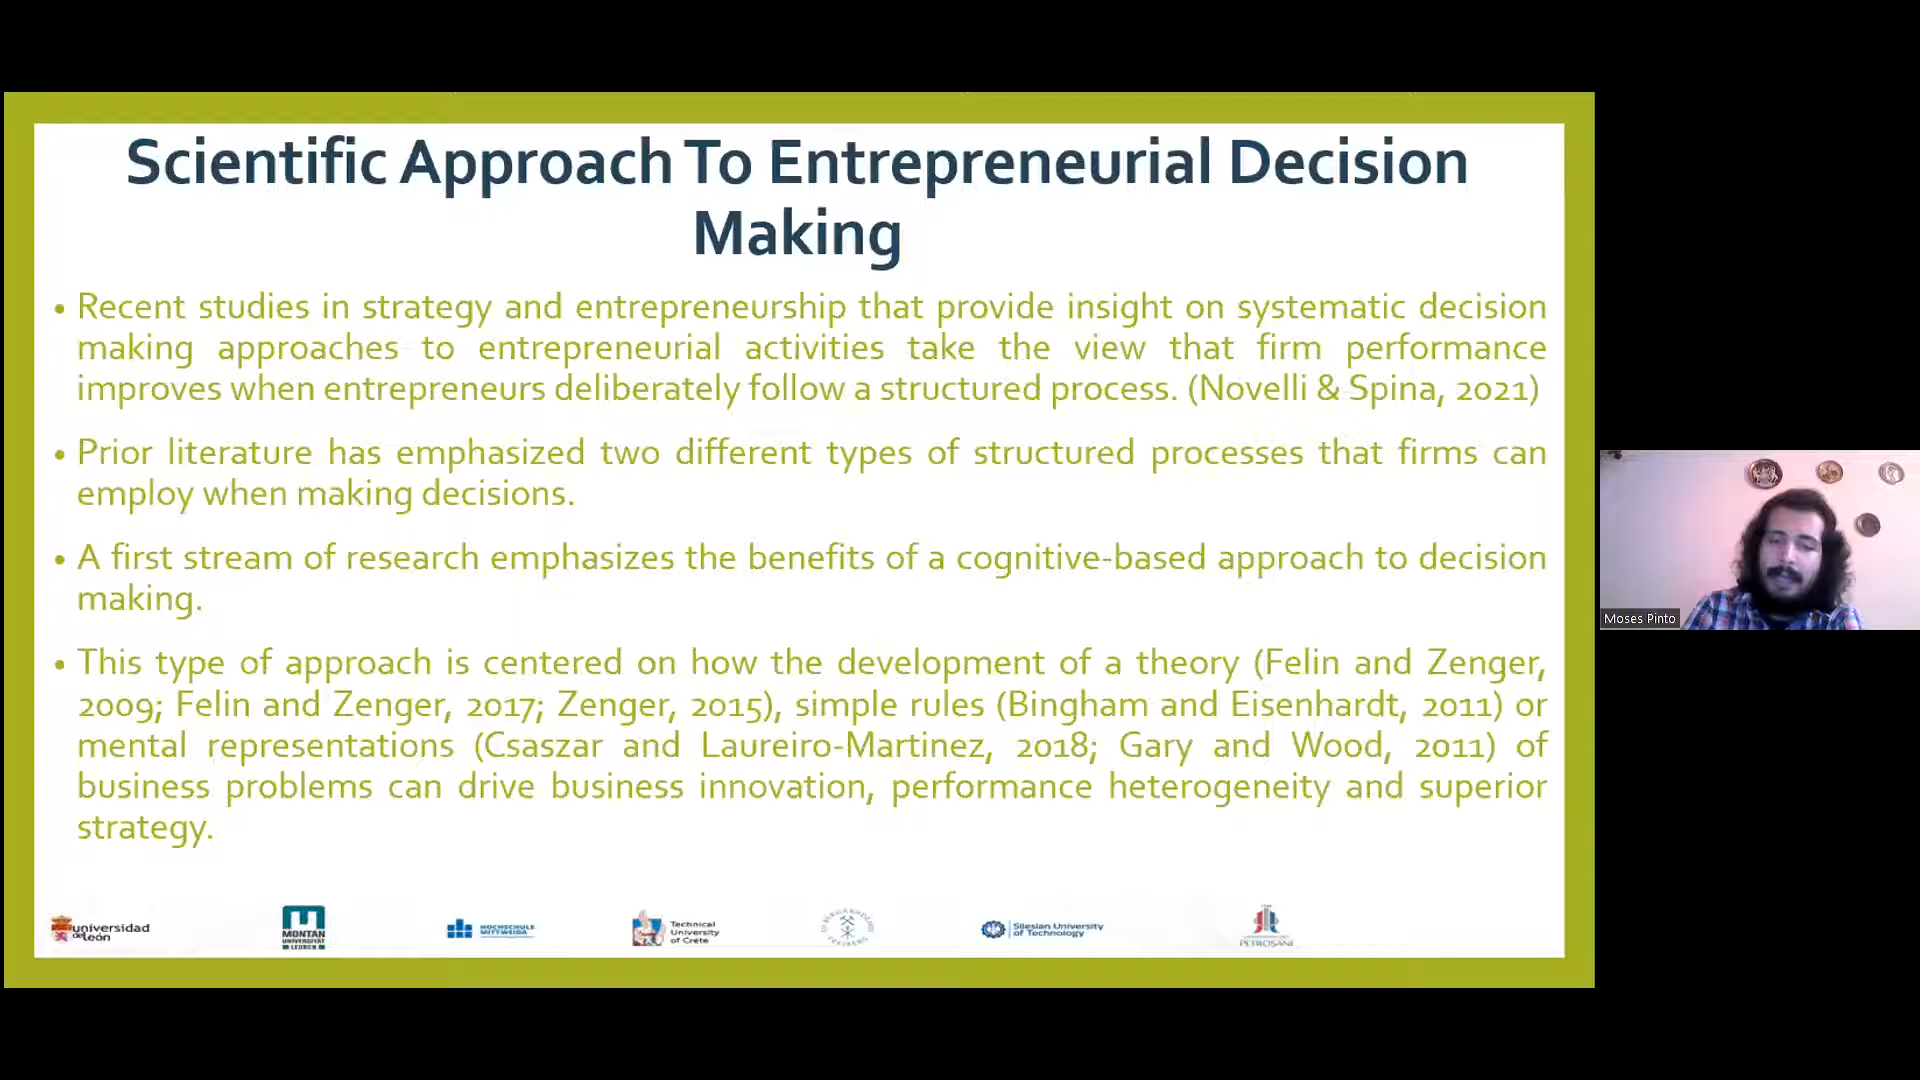 Scientific Approach To Entrepreneurial Decision
Making
• Recent studies in strategy and entrepreneurship that provide insight on systematic decision
making approaches to entrepreneurial activities take the view that firm performance
improves when entrepreneurs deliberately follow a structured process. (Novelli & Spina, 2021)
• Prior literature has emphasized two different types of structured processes that firms can
employ when making decisions.
• A first stream of research emphasizes the benefits of a cognitive-based approach to decision
making.
• This type of approach is centered on how the development of a theory (Felin and Zenger,
2009; Felin and Zenger, 2017; Zenger, 2015), simple rules (Bingham and Eisenhardt, 2011) or
mental representations (Csaszar and Laureiro-Martinez, 2018; Gary and Wood, 2011) of
business problems can drive business innovation, performance heterogeneity and superior
strategy.
Moses Pinto
universidad
de león
MONTAN
UNIVERSITÄT
LEOBEN
HOCHSCHULE
MITTWEIDA
Technical
University
of Crete
Silesian University
of Technology
PETROȘANI